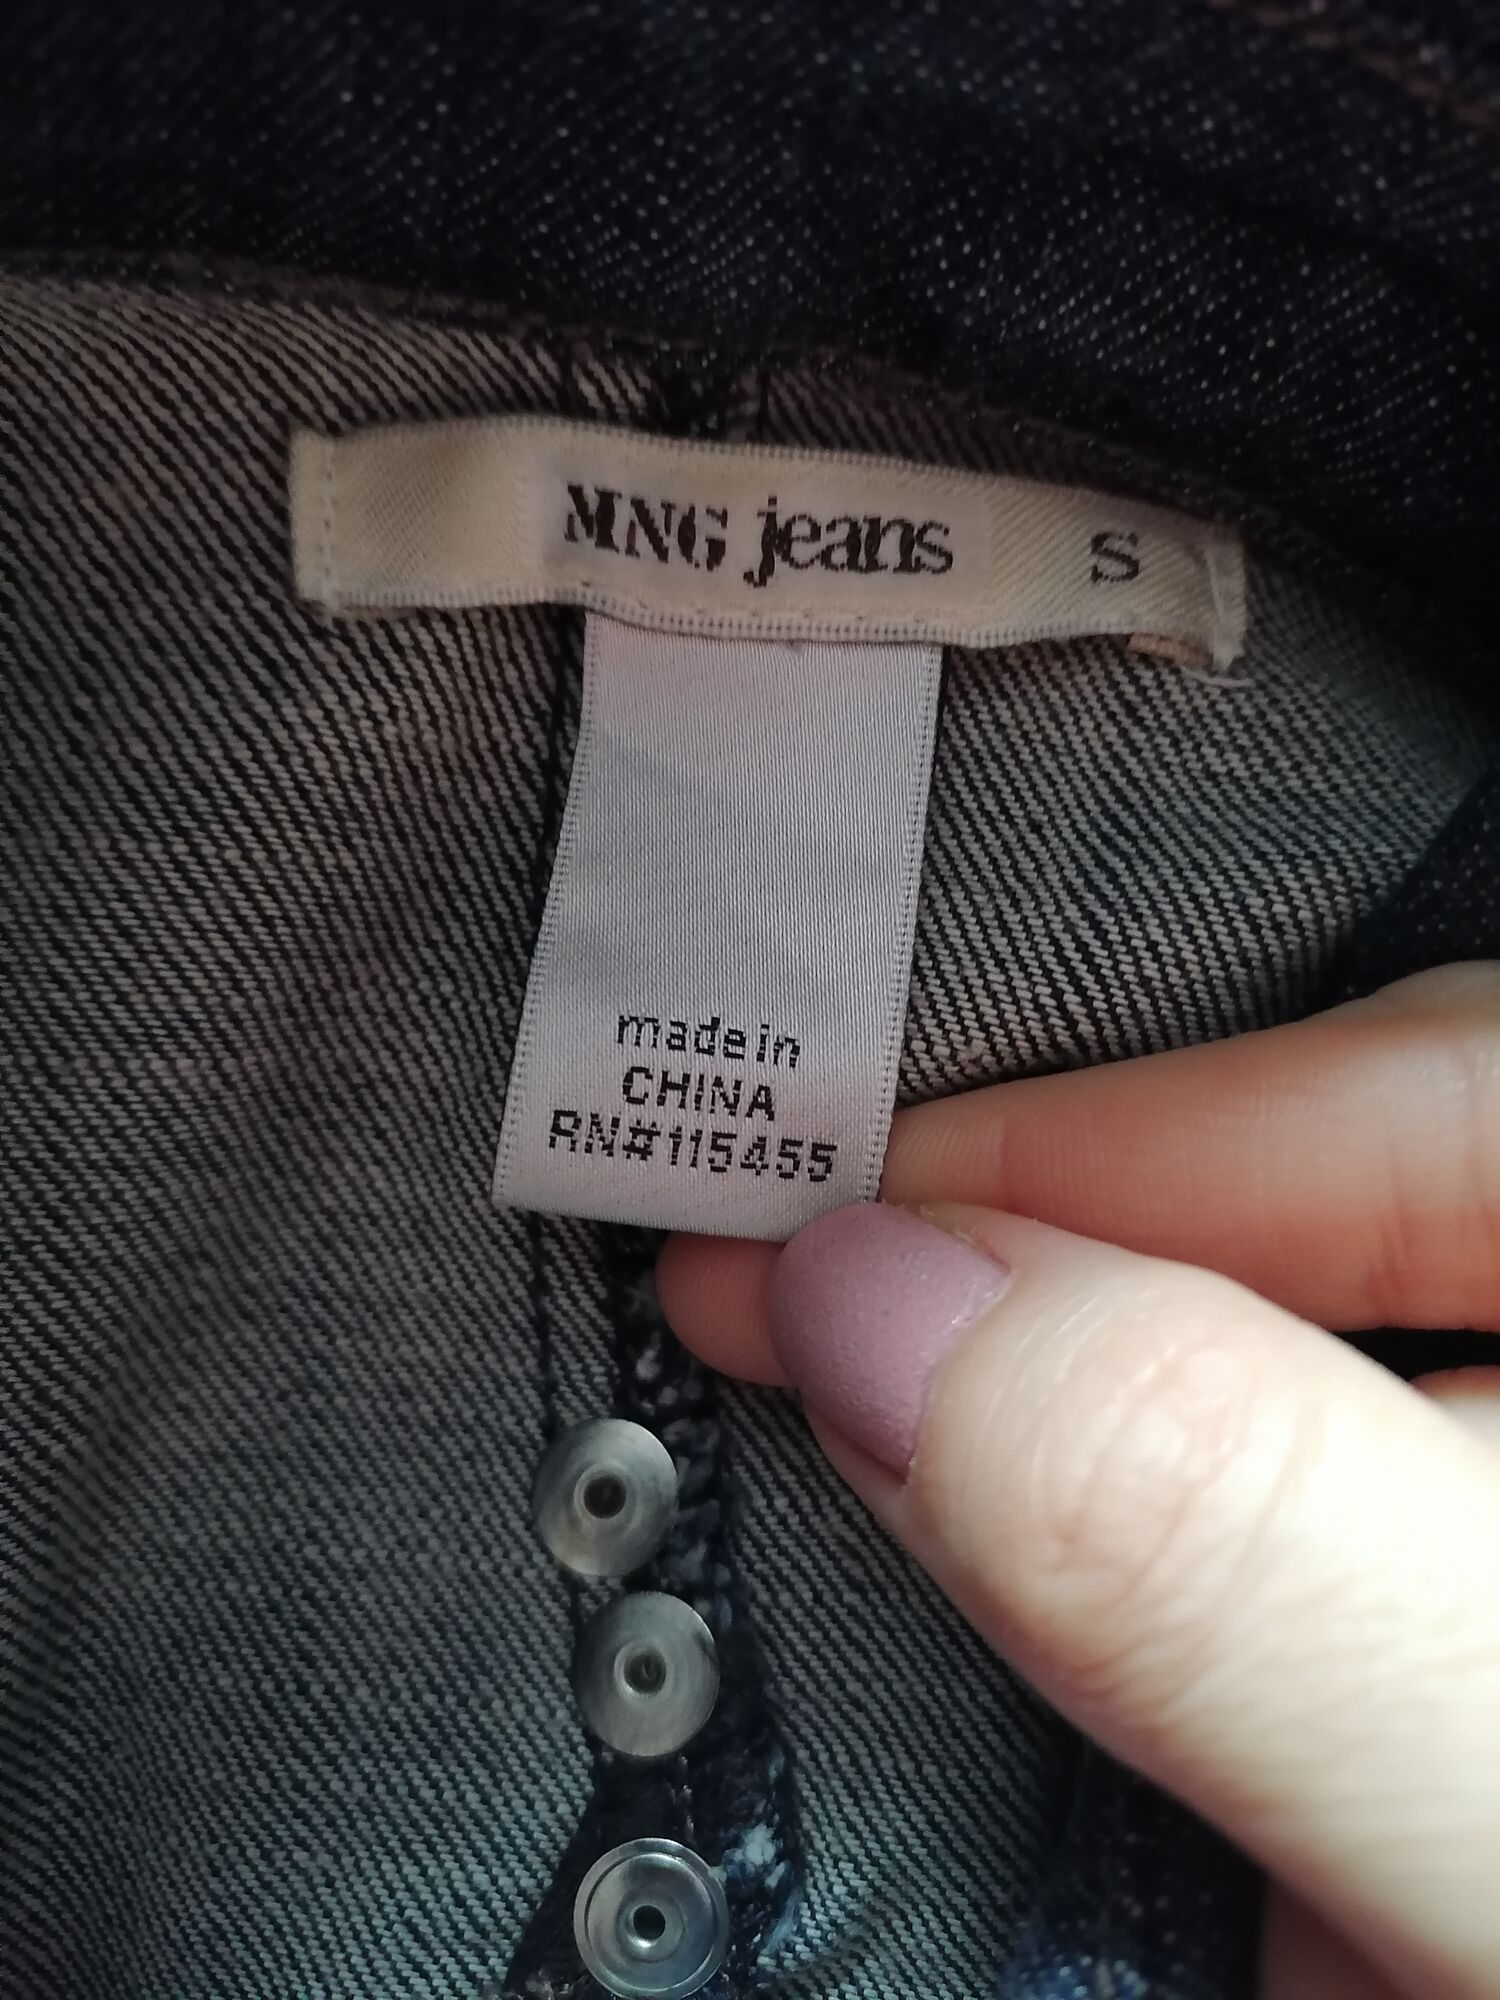 MNG jeans S
made in
CHINA
RN#115455